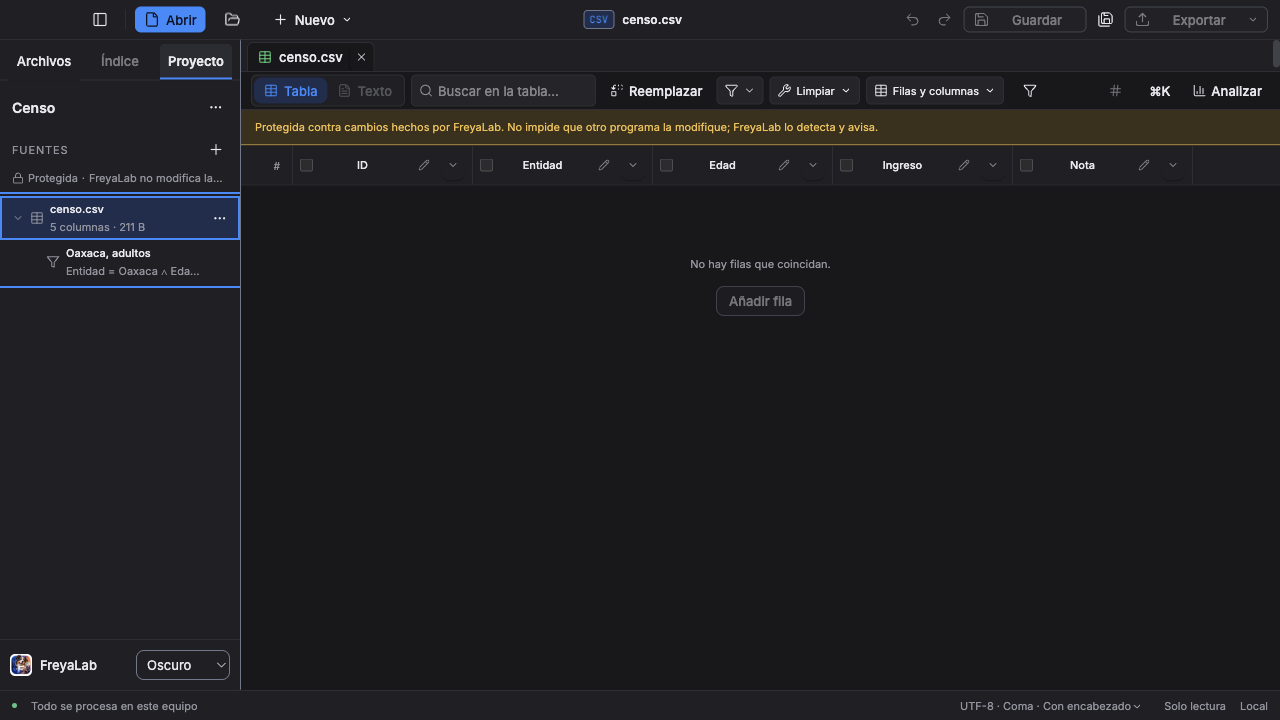 Abrir
Nuevo
CSV censo.csv
Guardar
Exportar
Archivos Índice Proyecto
censo.csv
Tabla Texto
Buscar en la tabla...
Reemplazar
Limpiar
Filas y columnas
# ⌘K Analizar
Censo ...
FUENTES
Protegida · FreyaLab no modifica la...
censo.csv
5 columnas · 211 B
Oaxaca, adultos
Entidad = Oaxaca ∧ Eda...
Protegida contra cambios hechos por FreyaLab. No impide que otro programa la modifique; FreyaLab lo detecta y avisa.
# ID Entidad Edad Ingreso Nota
No hay filas que coincidan.
Añadir fila
FreyaLab
Oscuro
Todo se procesa en este equipo
UTF-8 · Coma · Con encabezado
Solo lectura
Local